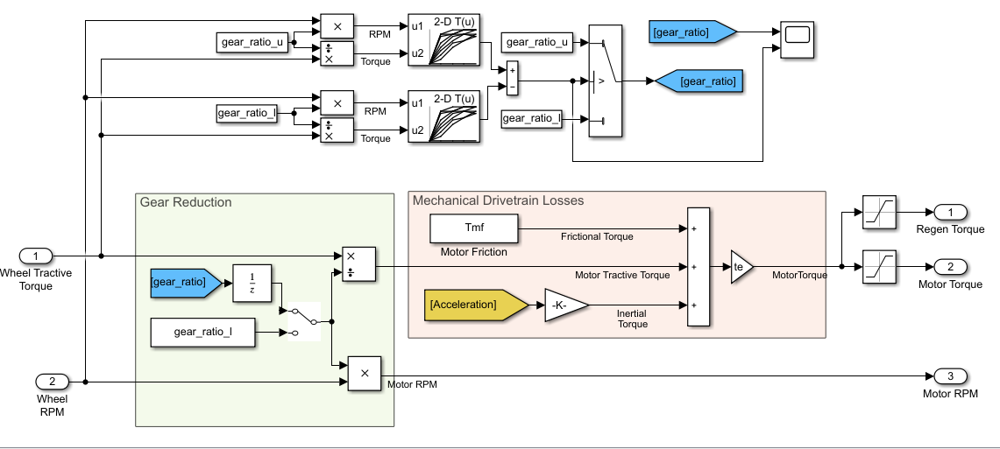 gear_ratio_u
×
÷
×
RPM
Torque
u1
u2
2-D T(u)
+
−
gear_ratio_u
>
gear_ratio_l
[gear_ratio]
[gear_ratio]
gear_ratio_l
×
÷
×
RPM
Torque
u1
u2
2-D T(u)
Gear Reduction
Mechanical Drivetrain Losses
1
Wheel Tractive
Torque
[gear_ratio]
1
z
gear_ratio_l
×
÷
×
Tmf
Motor Friction
Frictional Torque
Motor Tractive Torque
[Acceleration]
-K-
Inertial
Torque
+
+
+
te
MotorTorque
1
Regen Torque
2
Motor Torque
2
Wheel
RPM
Motor RPM
3
Motor RPM